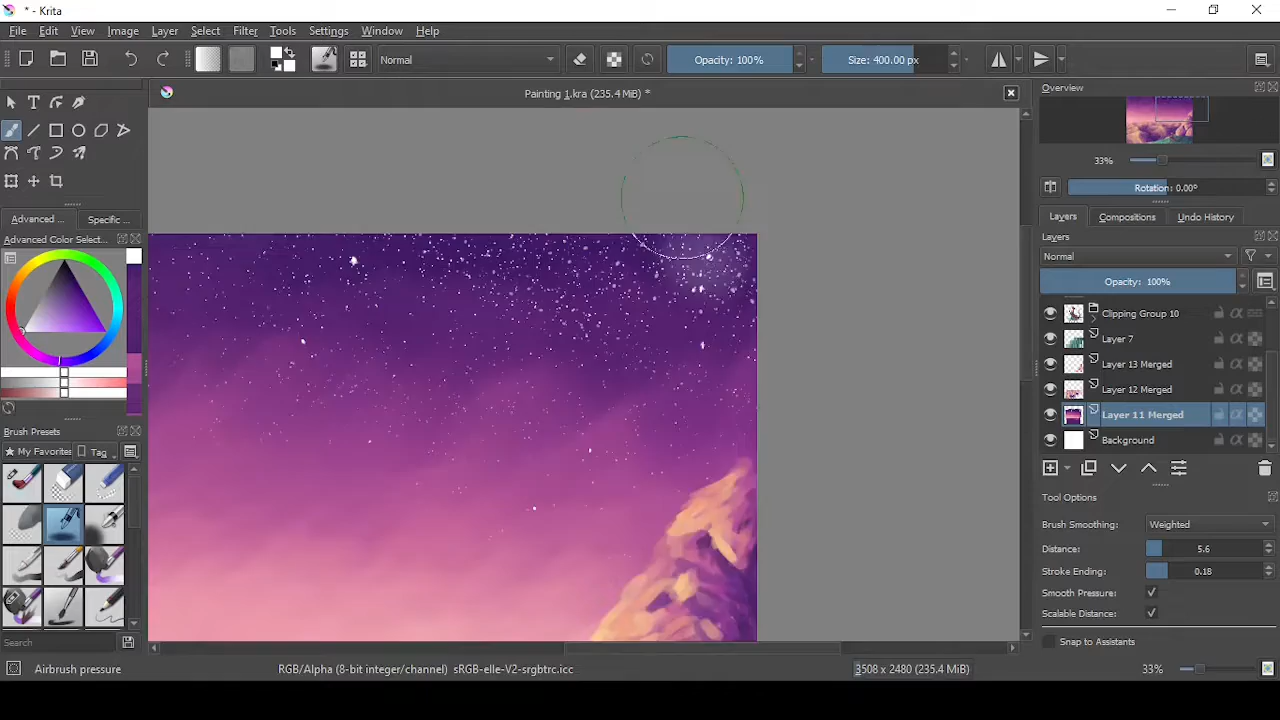 * - Krita
File Edit View Image Layer Select Filter Tools Settings Window Help
Normal Opacity: 100% Size: 400.00 px
Painting 1.kra (235.4 MiB) *
Overview
33%
Rotation: 0.00°
Advanced ... Specific ...
Advanced Color Select...
Layers Compositions Undo History
Layers
Normal
Opacity: 100%
Clipping Group 10
Layer 7
Layer 13 Merged
Layer 12 Merged
Layer 11 Merged
Background
Brush Presets
My Favorites Tag
Tool Options
Brush Smoothing: Weighted
Distance: 5.6
Stroke Ending: 0.18
Smooth Pressure:
Scalable Distance:
Snap to Assistants
Search
Airbrush pressure RGB/Alpha (8-bit integer/channel) sRGB-elle-V2-srgbtrc.icc 3508 x 2480 (235.4 MiB) 33%